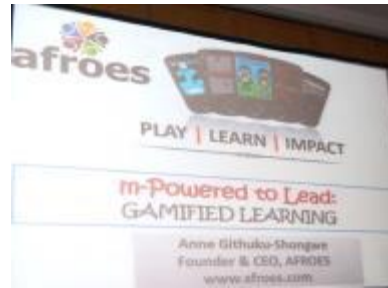 afroes
PLAY | LEARN | IMPACT
m-Powered to Lead:
GAMIFIED LEARNING
Anne Githuku-Shongwe
Founder & CEO, AFROES
www.afroes.com